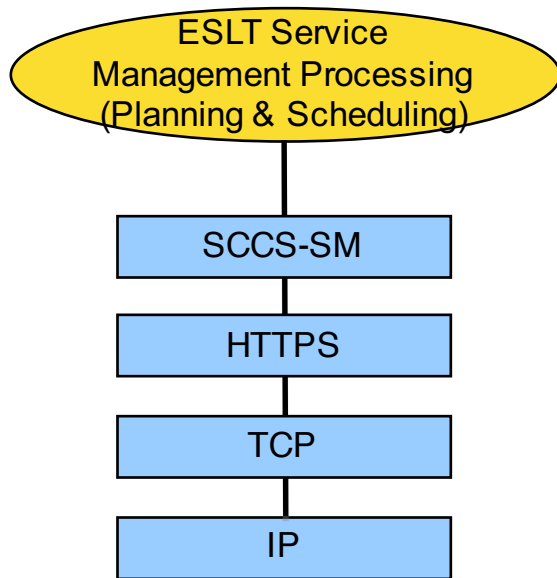 ESLT Service
Management Processing
(Planning & Scheduling)
SCCS-SM
HTTPS
TCP
IP